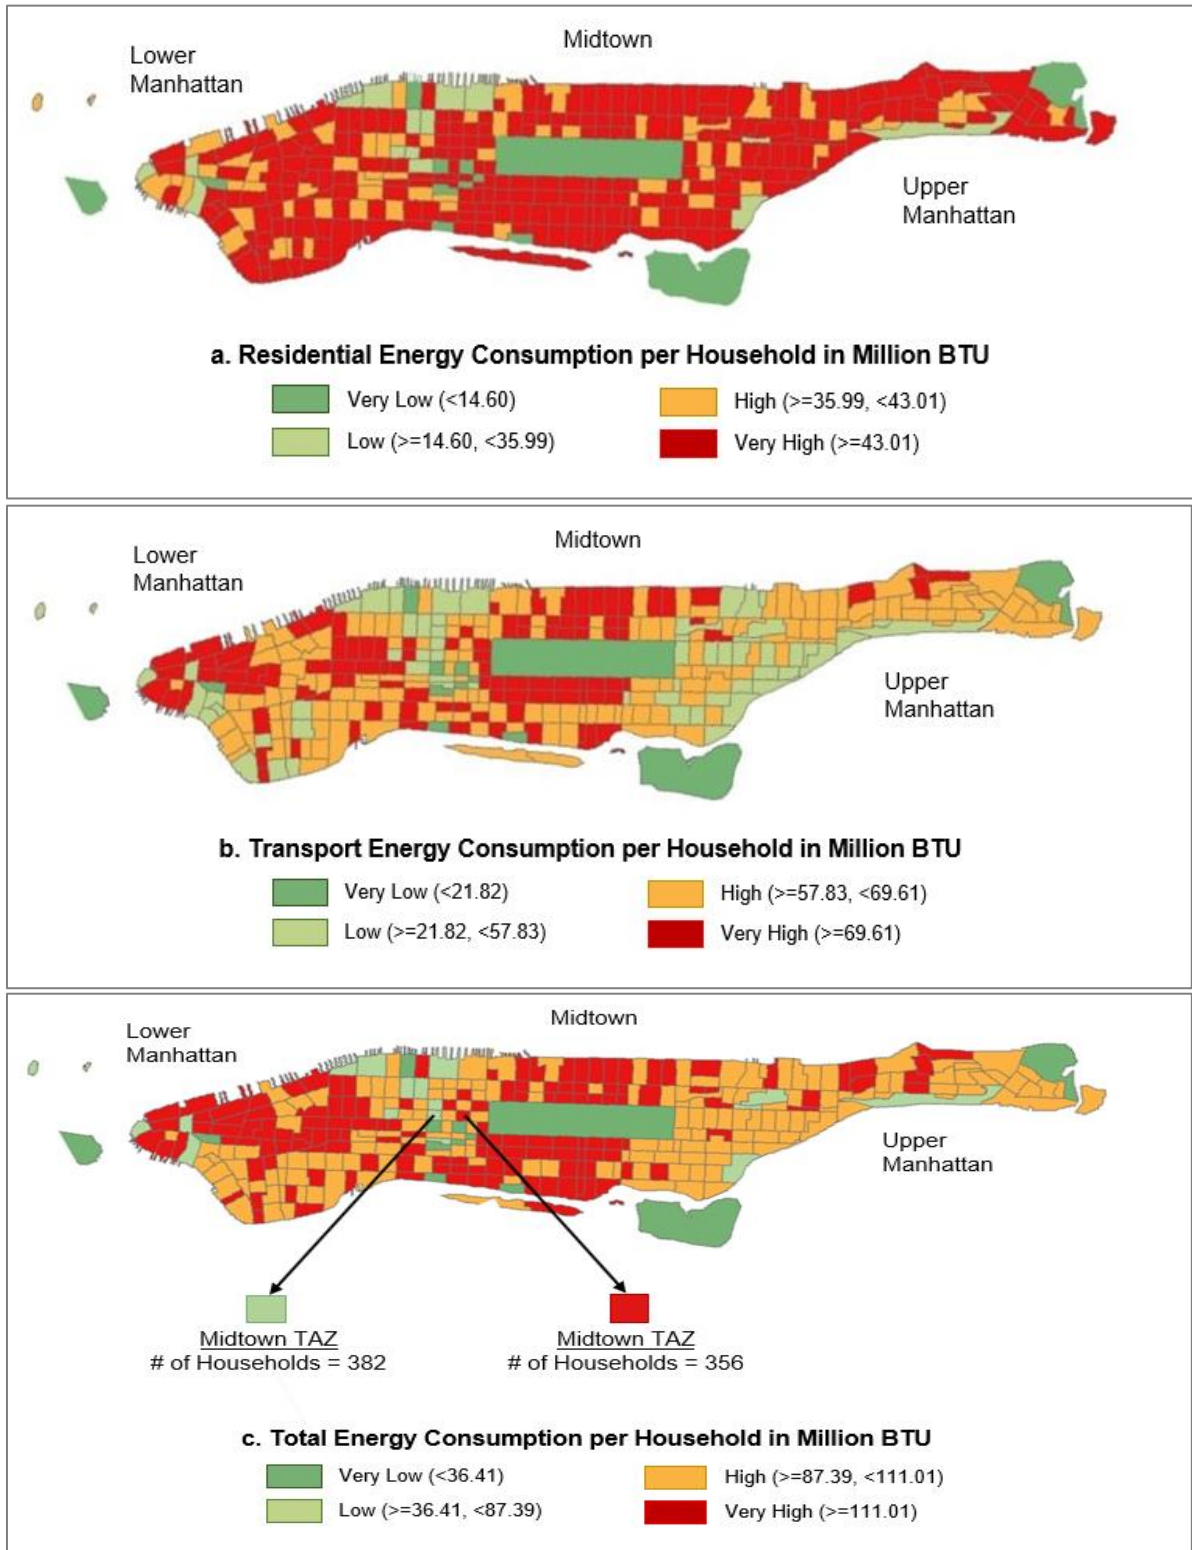 Midtown
Lower
Manhattan
Upper
Manhattan
a. Residential Energy Consumption per Household in Million BTU
Very Low (<14.60)
High (>=35.99, <43.01)
Low (>=14.60, <35.99)
Very High (>=43.01)
Midtown
Lower
Manhattan
Upper
Manhattan
b. Transport Energy Consumption per Household in Million BTU
Very Low (<21.82)
High (>=57.83, <69.61)
Low (>=21.82, <57.83)
Very High (>=69.61)
Midtown
Lower
Manhattan
Upper
Manhattan
Midtown TAZ
# of Households = 382
Midtown TAZ
# of Households = 356
c. Total Energy Consumption per Household in Million BTU
Very Low (<36.41)
High (>=87.39, <111.01)
Low (>=36.41, <87.39)
Very High (>=111.01)